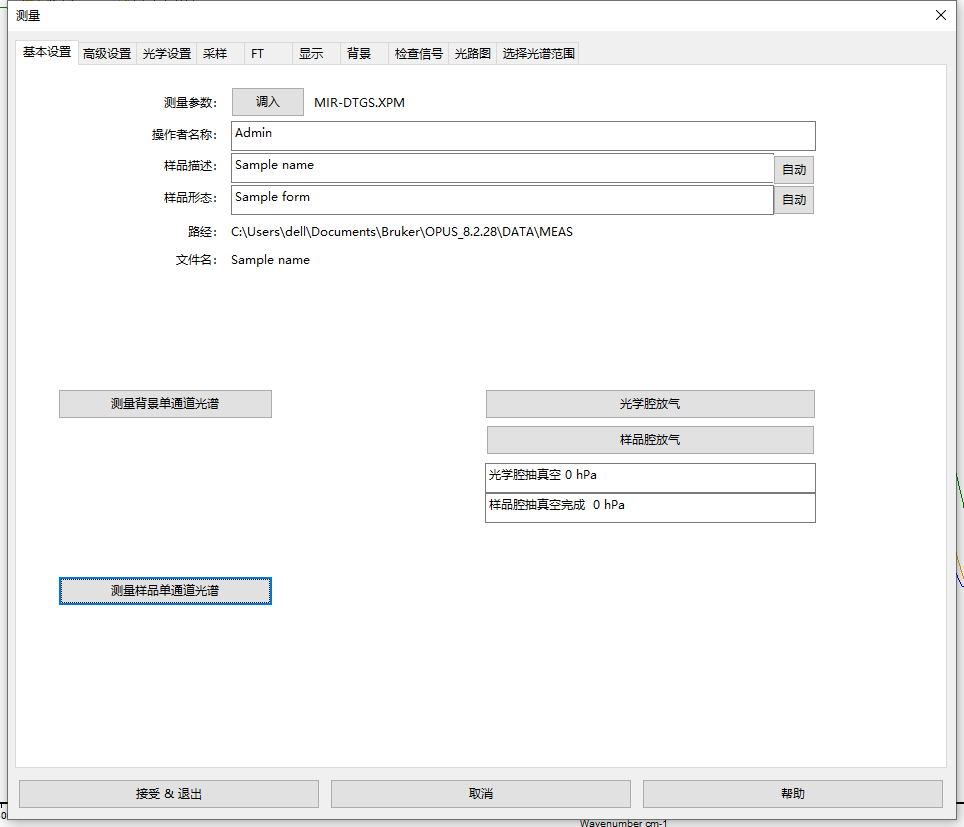 测量
基本设置 高级设置 光学设置 采样 FT 显示 背景 检查信号 光路图 选择光谱范围
测量参数: 调入 MIR-DTGS.XPM
操作者名称: Admin
样品描述: Sample name 自动
样品形态: Sample form 自动
路经: C:\Users\dell\Documents\Bruker\OPUS_8.2.28\DATA\MEAS
文件名: Sample name
测量背景单通道光谱 光学腔放气
样品腔放气
光学腔抽真空 0 hPa
样品腔抽真空完成 0 hPa
测量样品单通道光谱
接受 & 退出 取消 帮助
Wavenumber cm-1